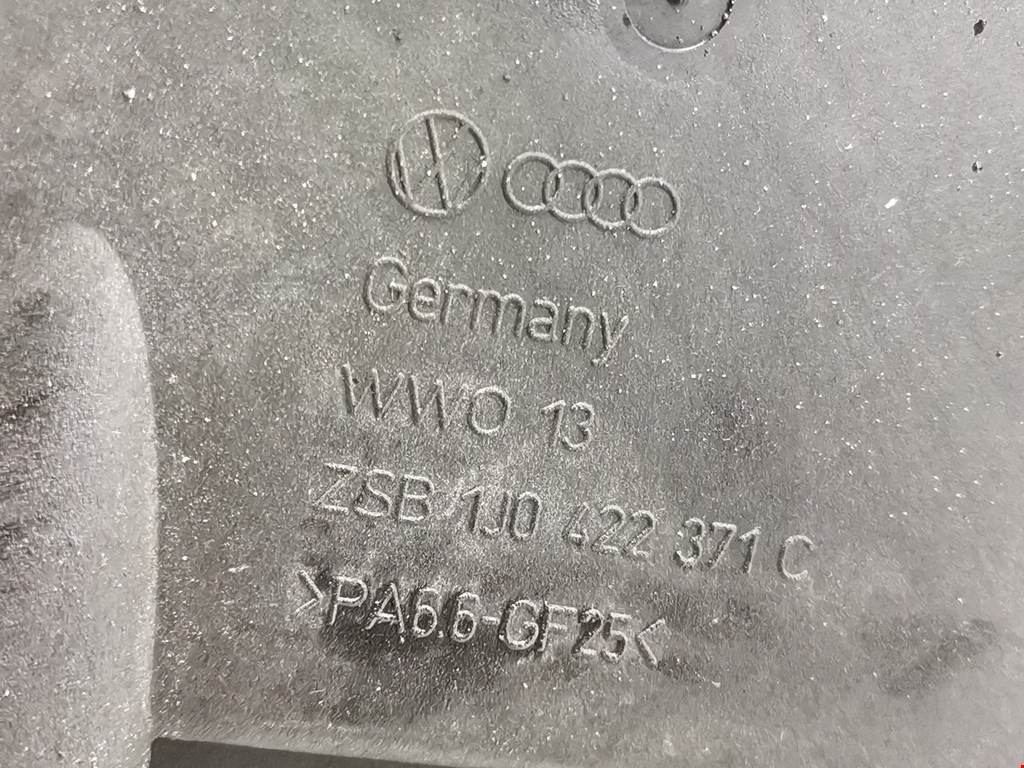 Germany
WWO 13
ZSB 1J0 422 371 C
>PA6.6-GF25<